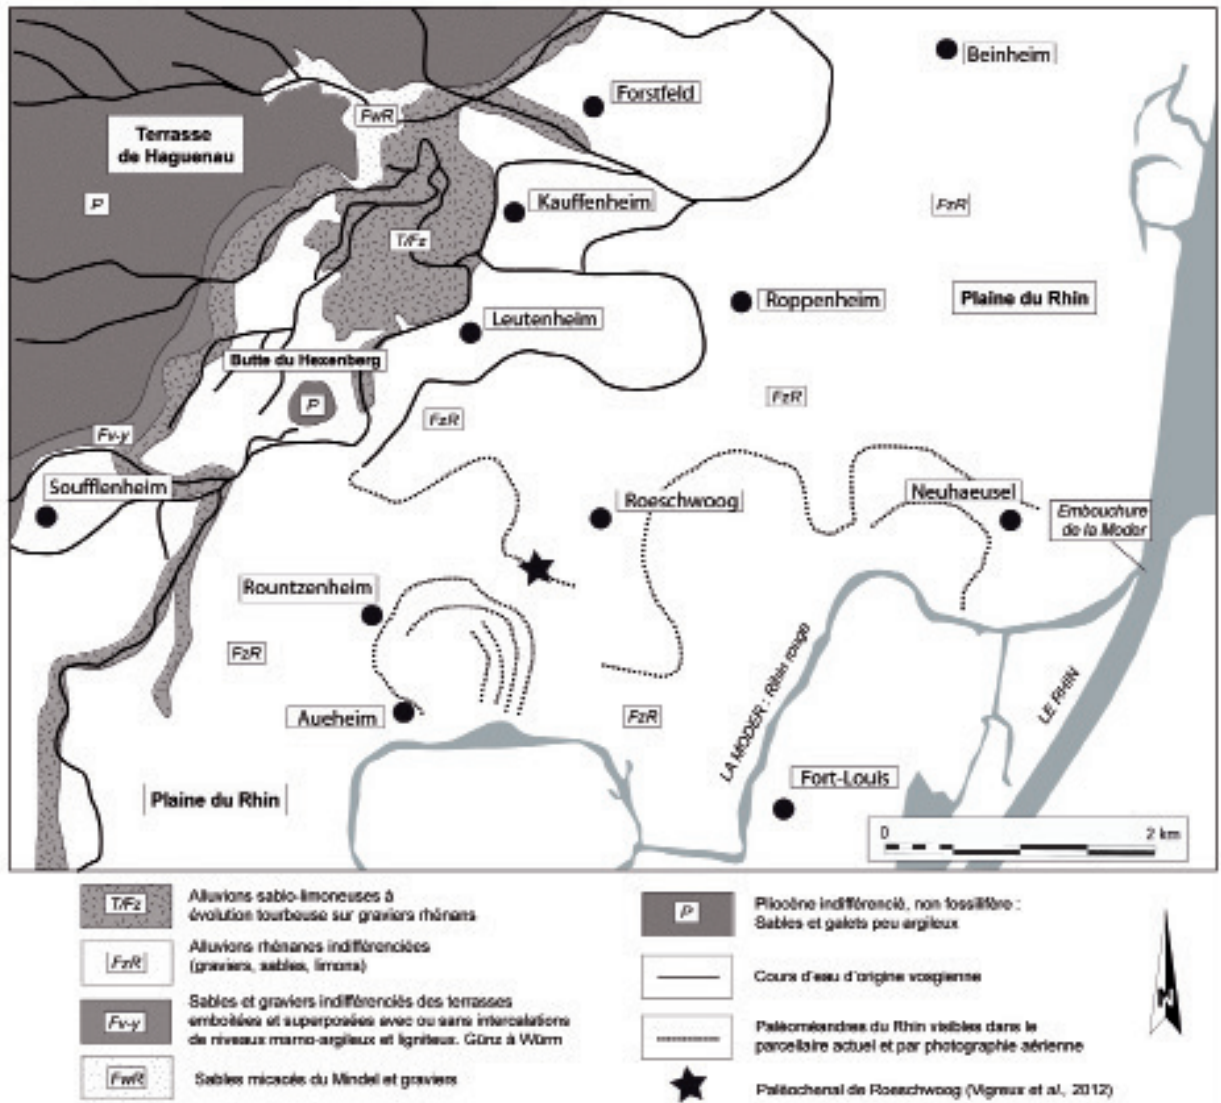 Beinheim
Forstfeld
FwR
Terrasse
de Haguenau
P
Kauffenheim
FzR
T/Fz
Roppenheim
Plaine du Rhin
Leutenheim
Butte du Hexenberg
P
FzR
FzR
Fv-y
Soufflenheim
Roeschwoog
Neuhaeusel
Embouchure
de la Moder
Rountzenheim
FzR
Aueheim
FzR
LA MODER : Rhin rouge
LE RHIN
Plaine du Rhin
Fort-Louis
0 2 km
T/Fz
Alluvions sablo-limoneuses à
évolution tourbeuse sur graviers rhénans
FzR
Alluvions rhénanes indifférenciées
(graviers, sables, limons)
Fv-y
Sables et graviers indifférenciés des terrasses
emboitées et superposées avec ou sans intercalations
de niveaux marno-argileux et ligniteux. Günz à Würm
FwR
Sables micacés du Mindel et graviers
P
Pliocène indifférencié, non fossilifère :
Sables et galets peu argileux
Cours d'eau d'origine vosgienne
Paléoméandres du Rhin visibles dans le
parcellaire actuel et par photographie aérienne
Paléochenal de Roeschwoog (Vigreux et al., 2012)
N